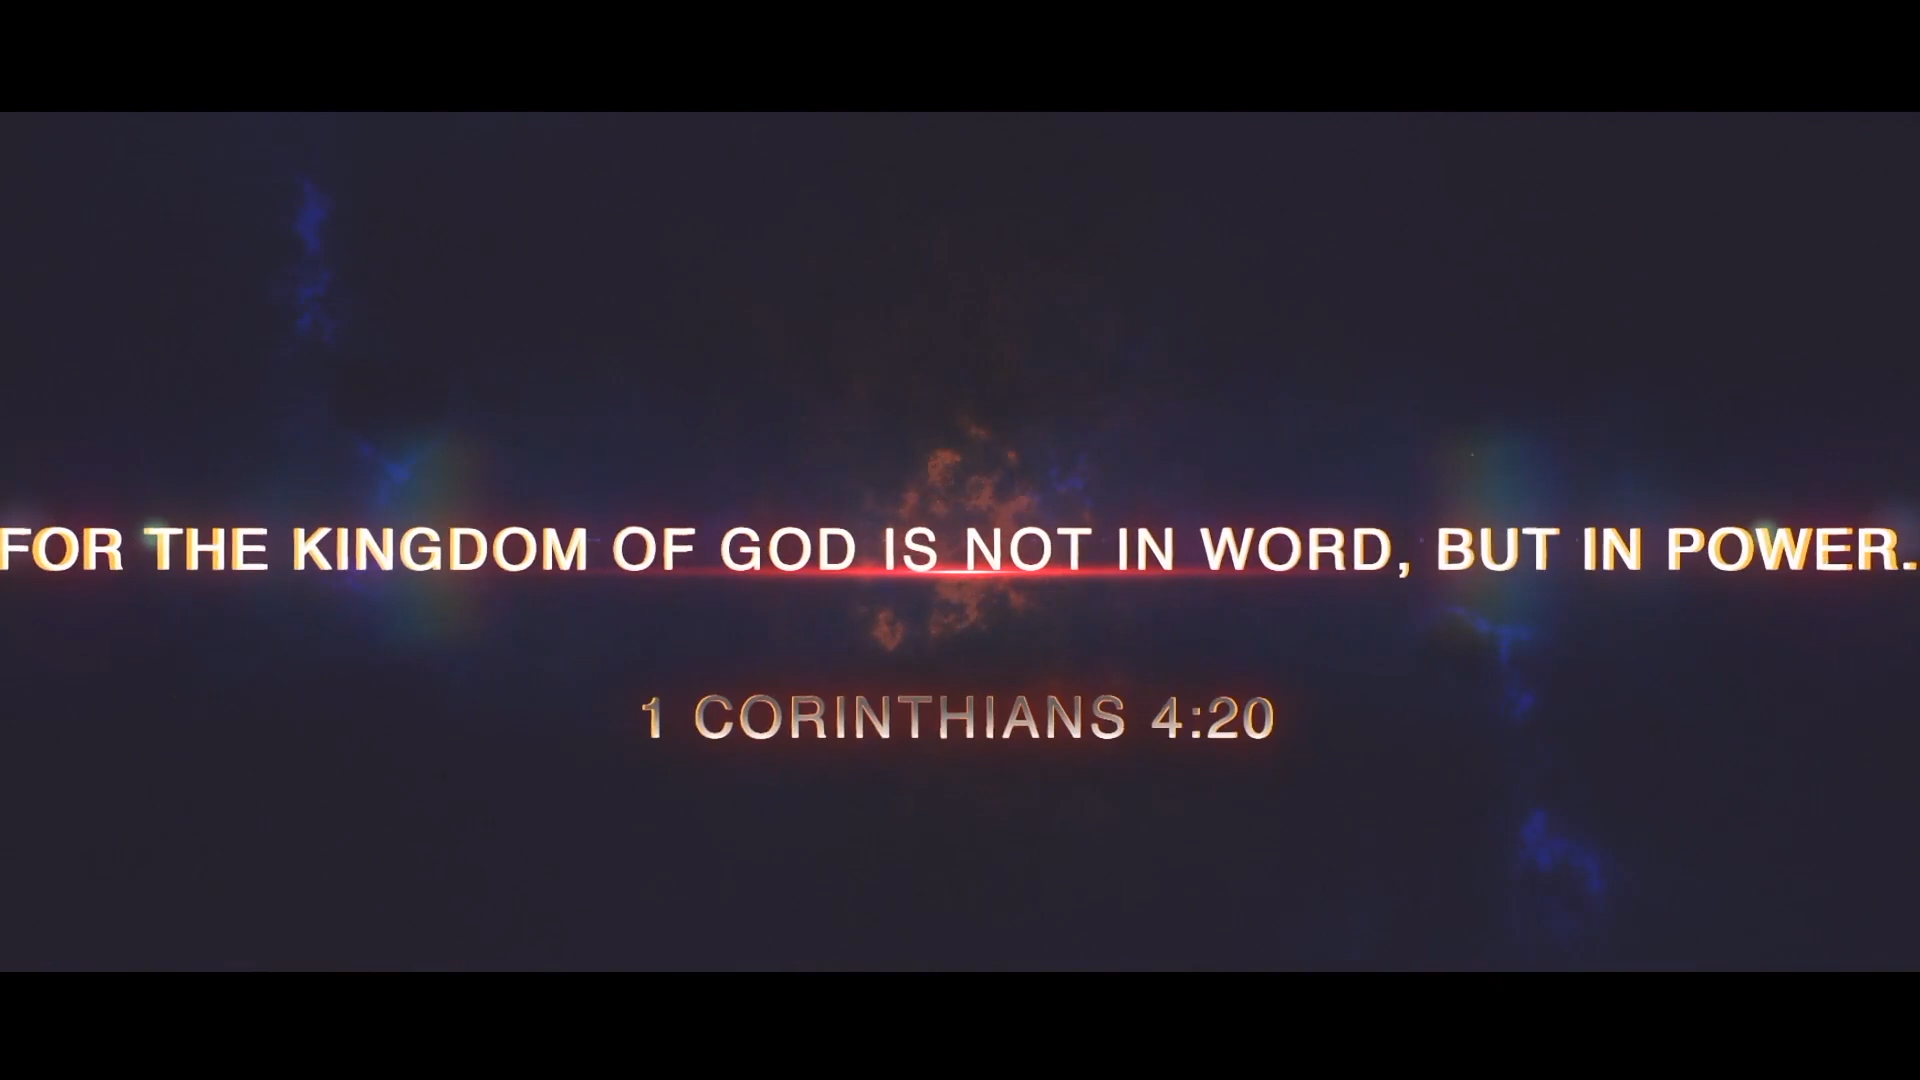 FOR THE KINGDOM OF GOD IS NOT IN WORD, BUT IN POWER.
1 CORINTHIANS 4:20